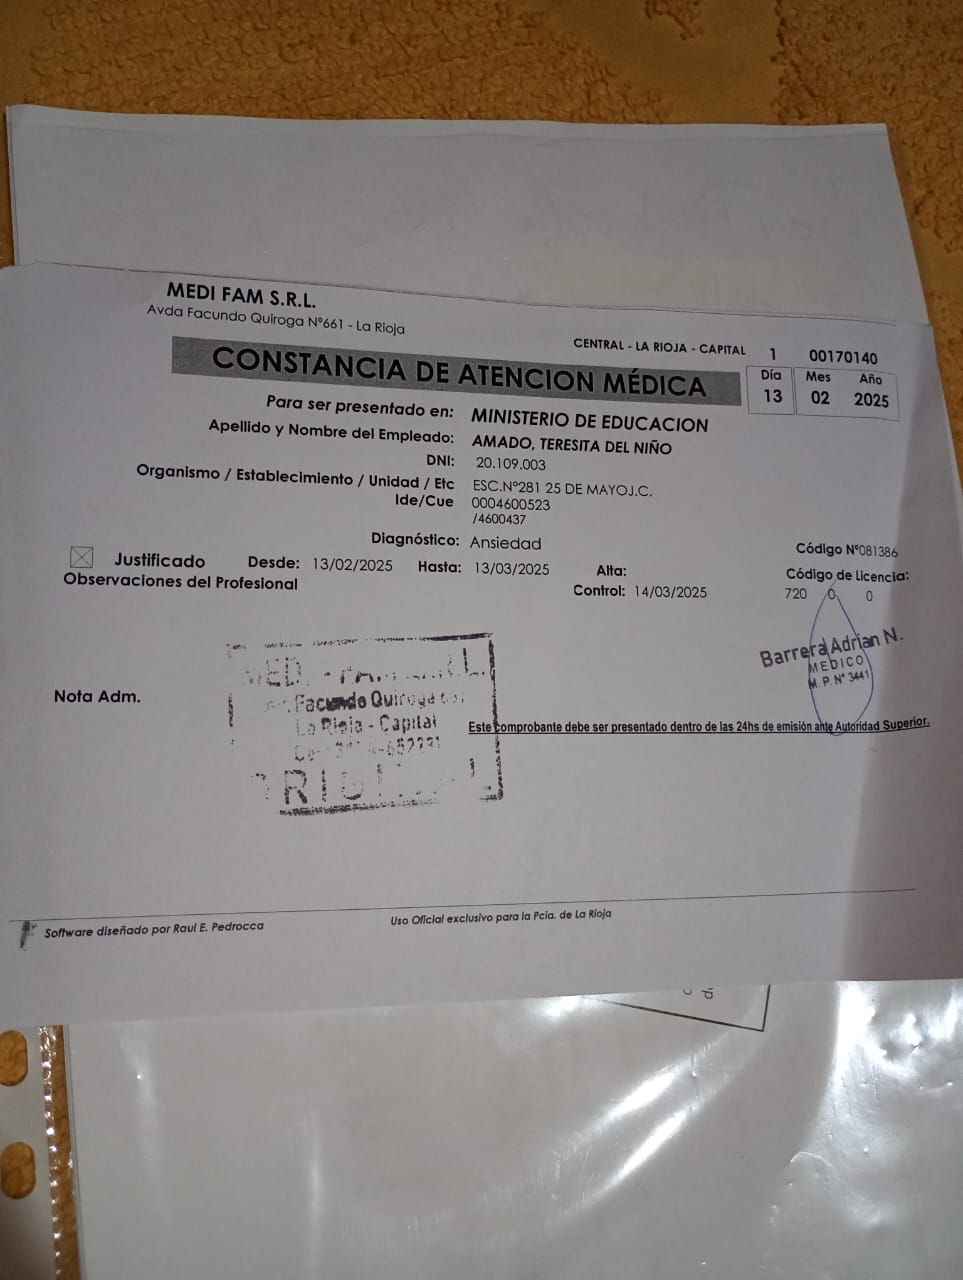 MEDI FAM S.R.L.
Avda Facundo Quiroga Nº661 - La Rioja
CENTRAL - LA RIOJA - CAPITAL 1 00170140
CONSTANCIA DE ATENCION MÉDICA
Día Mes Año
13 02 2025
Para ser presentado en: MINISTERIO DE EDUCACION
Apellido y Nombre del Empleado: AMADO, TERESITA DEL NIÑO
DNI: 20.109.003
Organismo / Establecimiento / Unidad / Etc ESC.Nº281 25 DE MAYOJ.C.
Ide/Cue 0004600523
/4600437
Diagnóstico: Ansiedad
Código Nº081386
Justificado Desde: 13/02/2025 Hasta: 13/03/2025 Alta:
Código de Licencia:
Observaciones del Profesional
Control: 14/03/2025
720 0 0
Barrera Adrian N.
MEDICO
M.P. Nº 3441
Nota Adm.
Facundo Quiroga
La Rioja - Capital
Este comprobante debe ser presentado dentro de las 24hs de emisión ante Autoridad Superior.
Software diseñado por Raul E. Pedrocca
Uso Oficial exclusivo para la Pcia. de La Rioja